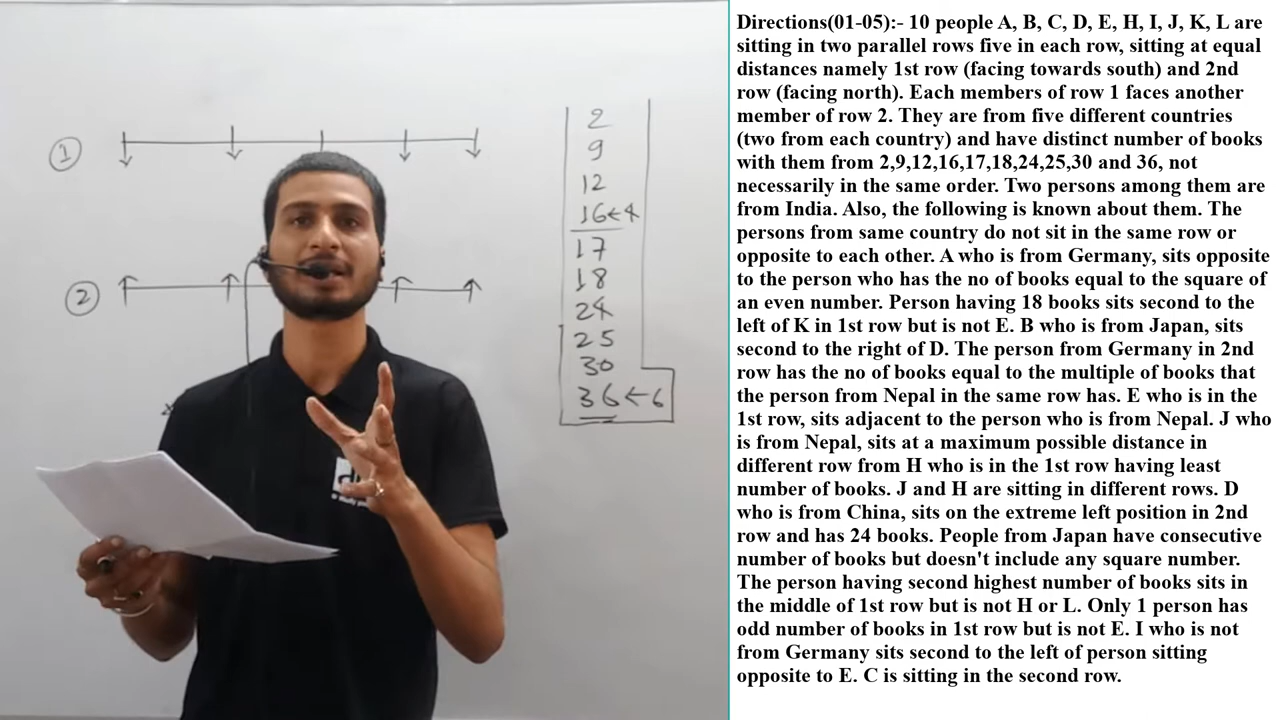 Directions(01-05):- 10 people A, B, C, D, E, H, I, J, K, L are
sitting in two parallel rows five in each row, sitting at equal
distances namely 1st row (facing towards south) and 2nd
row (facing north). Each members of row 1 faces another
member of row 2. They are from five different countries
(two from each country) and have distinct number of books
with them from 2,9,12,16,17,18,24,25,30 and 36, not
necessarily in the same order. Two persons among them are
from India. Also, the following is known about them. The
persons from same country do not sit in the same row or
opposite to each other. A who is from Germany, sits opposite
to the person who has the no of books equal to the square of
an even number. Person having 18 books sits second to the
left of K in 1st row but is not E. B who is from Japan, sits
second to the right of D. The person from Germany in 2nd
row has the no of books equal to the multiple of books that
the person from Nepal in the same row has. E who is in the
1st row, sits adjacent to the person who is from Nepal. J who
is from Nepal, sits at a maximum possible distance in
different row from H who is in the 1st row having least
number of books. J and H are sitting in different rows. D
who is from China, sits on the extreme left position in 2nd
row and has 24 books. People from Japan have consecutive
number of books but doesn't include any square number.
The person having second highest number of books sits in
the middle of 1st row but is not H or L. Only 1 person has
odd number of books in 1st row but is not E. I who is not
from Germany sits second to the left of person sitting
opposite to E. C is sitting in the second row.
1
2
2
9
12
16←4
17
18
24
25
30
36←6